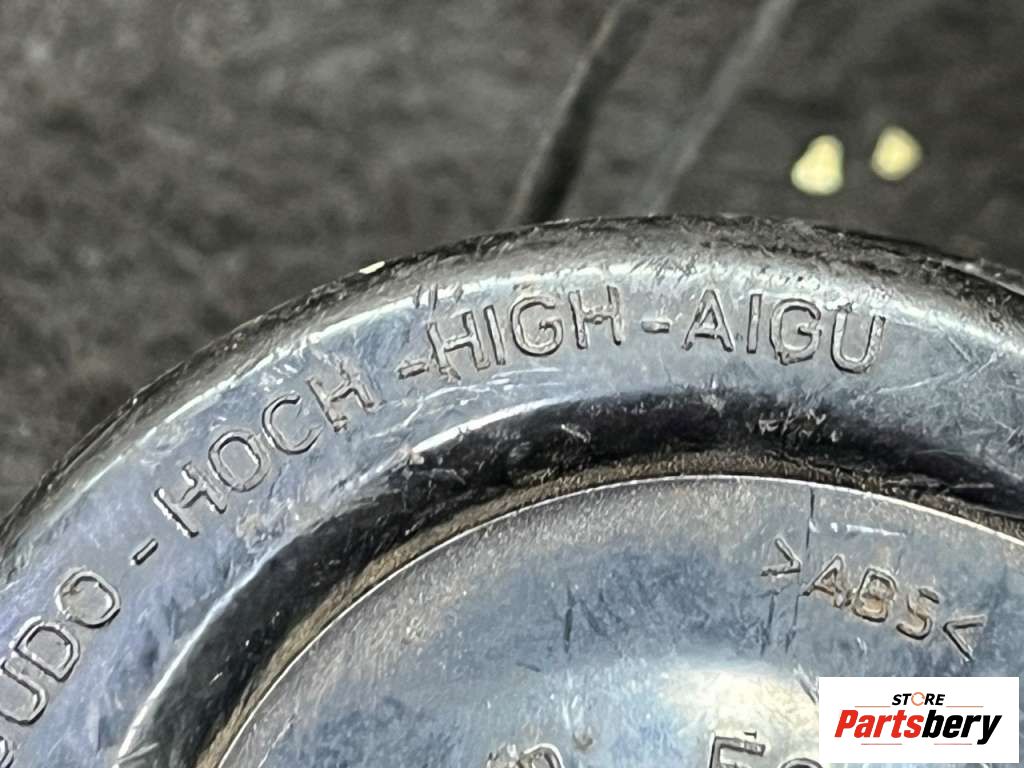 UDO - HOCH - HIGH - AIGU
>ABS<
STORE
Partsbery